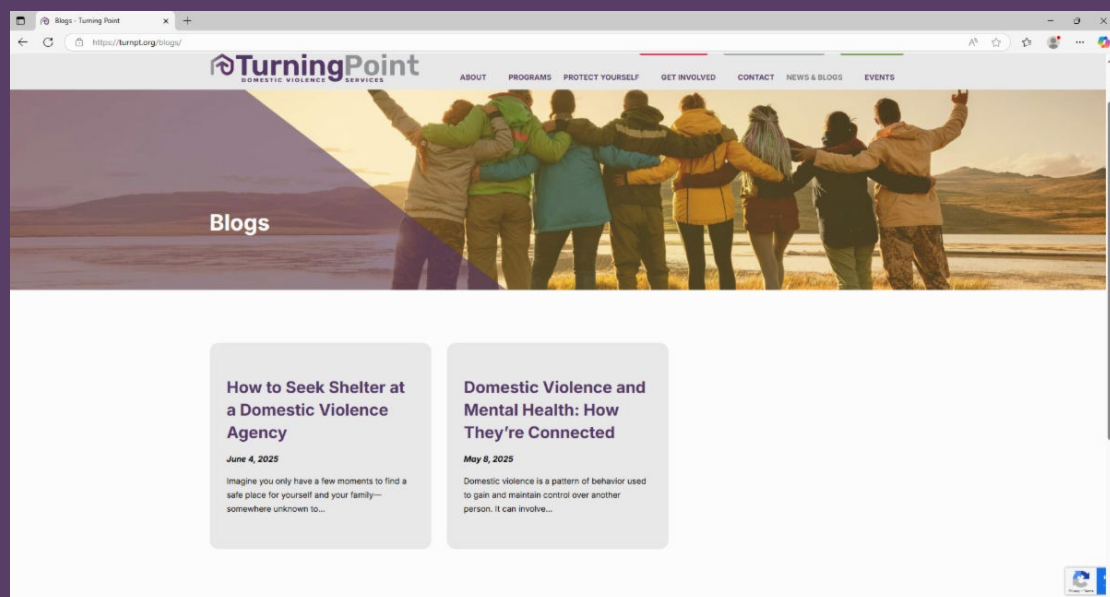 Blogs - Turning Point
https://turnpt.org/blogs/
TurningPoint
DOMESTIC VIOLENCE SERVICES
ABOUT PROGRAMS PROTECT YOURSELF GET INVOLVED CONTACT NEWS & BLOGS EVENTS
Blogs
How to Seek Shelter at
a Domestic Violence
Agency
June 4, 2025
Imagine you only have a few moments to find a
safe place for yourself and your family—
somewhere unknown to...
Domestic Violence and
Mental Health: How
They're Connected
May 8, 2025
Domestic violence is a pattern of behavior used
to gain and maintain control over another
person. It can involve...
Privacy - Terms